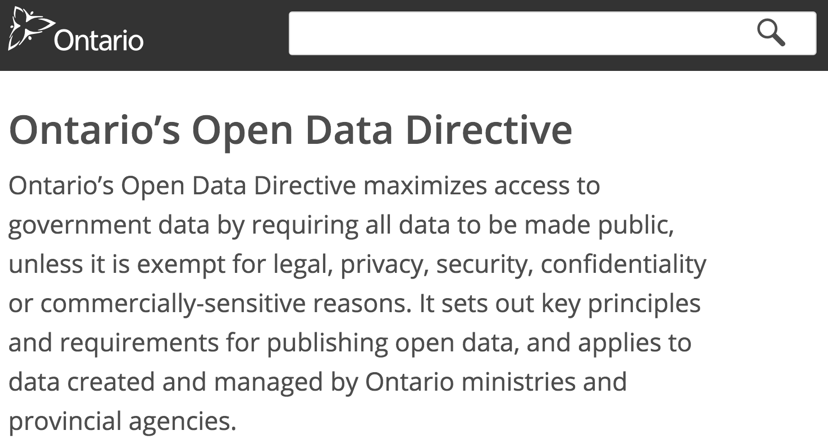 Ontario
Ontario’s Open Data Directive
Ontario’s Open Data Directive maximizes access to
government data by requiring all data to be made public,
unless it is exempt for legal, privacy, security, confidentiality
or commercially-sensitive reasons. It sets out key principles
and requirements for publishing open data, and applies to
data created and managed by Ontario ministries and
provincial agencies.